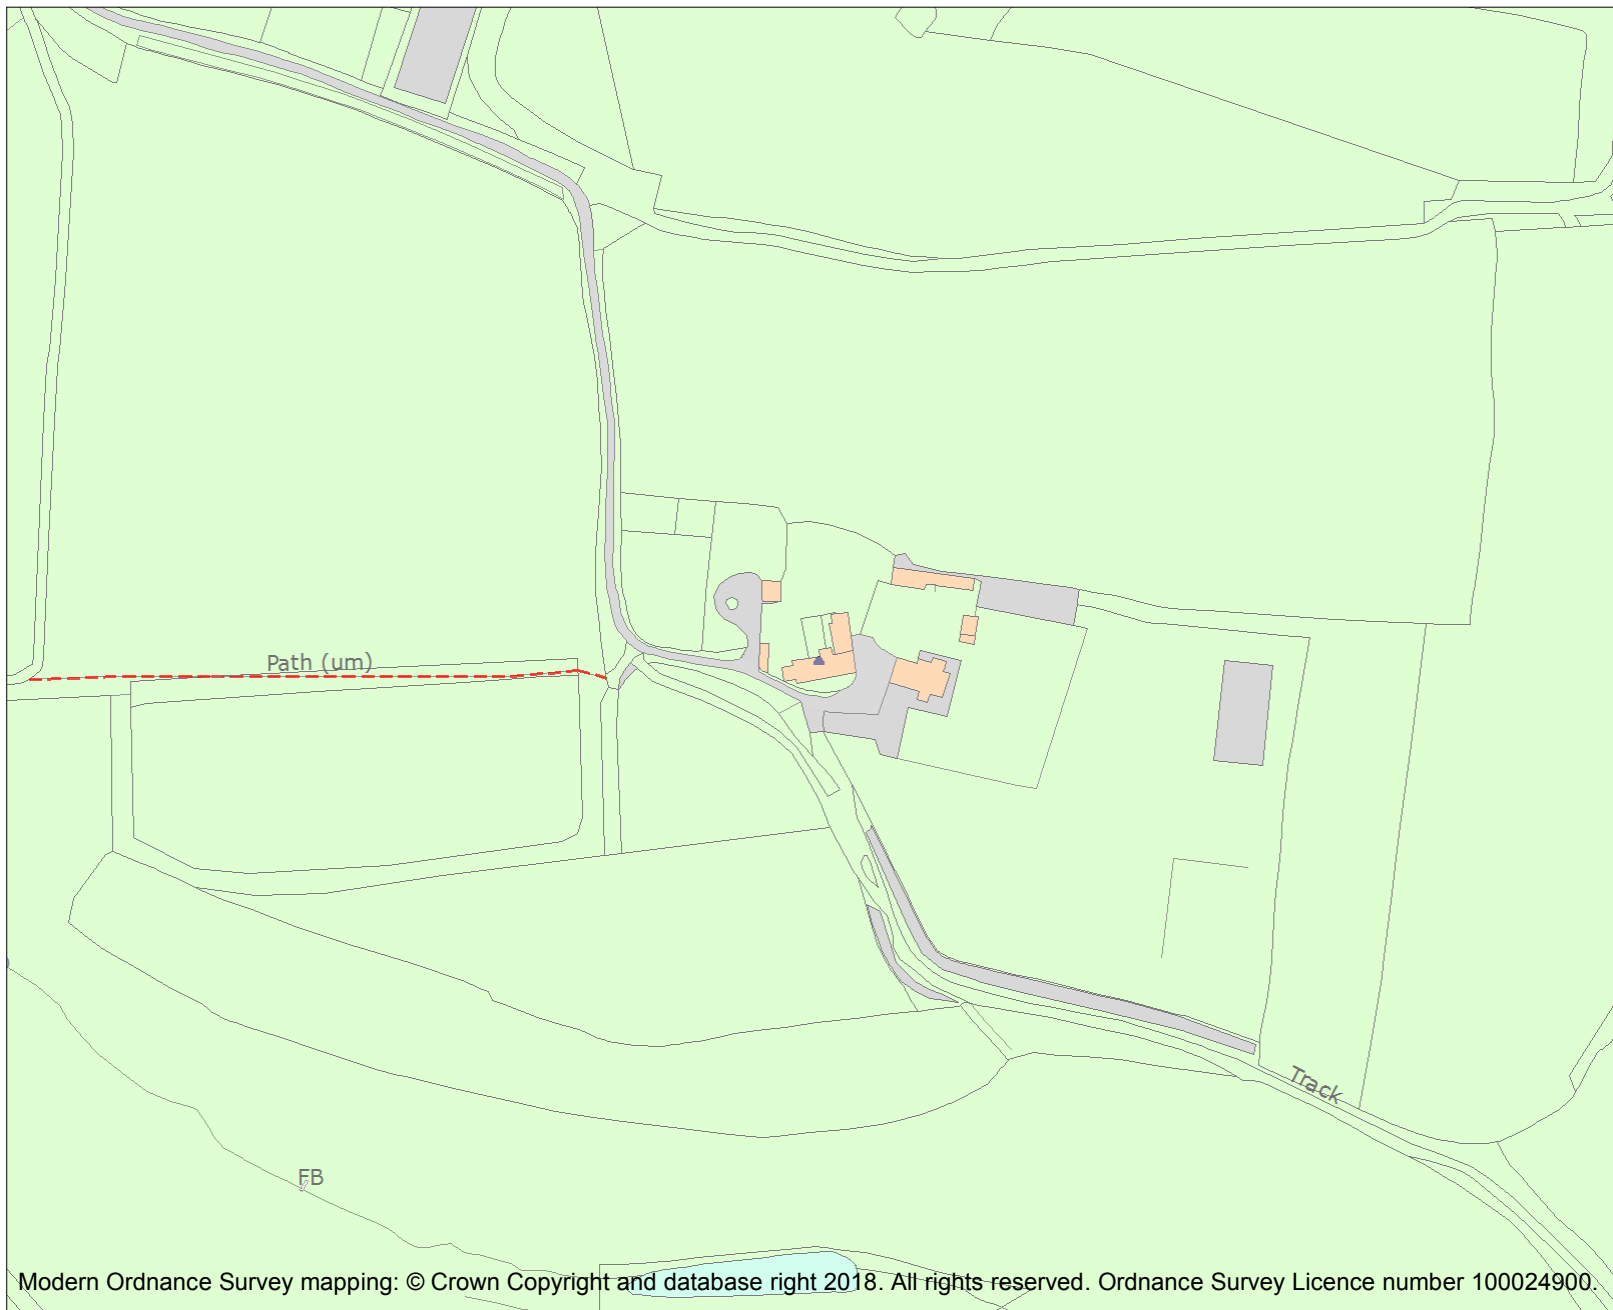 Path (um)
Track
FB
Modern Ordnance Survey mapping: © Crown Copyright and database right 2018. All rights reserved. Ordnance Survey Licence number 100024900.